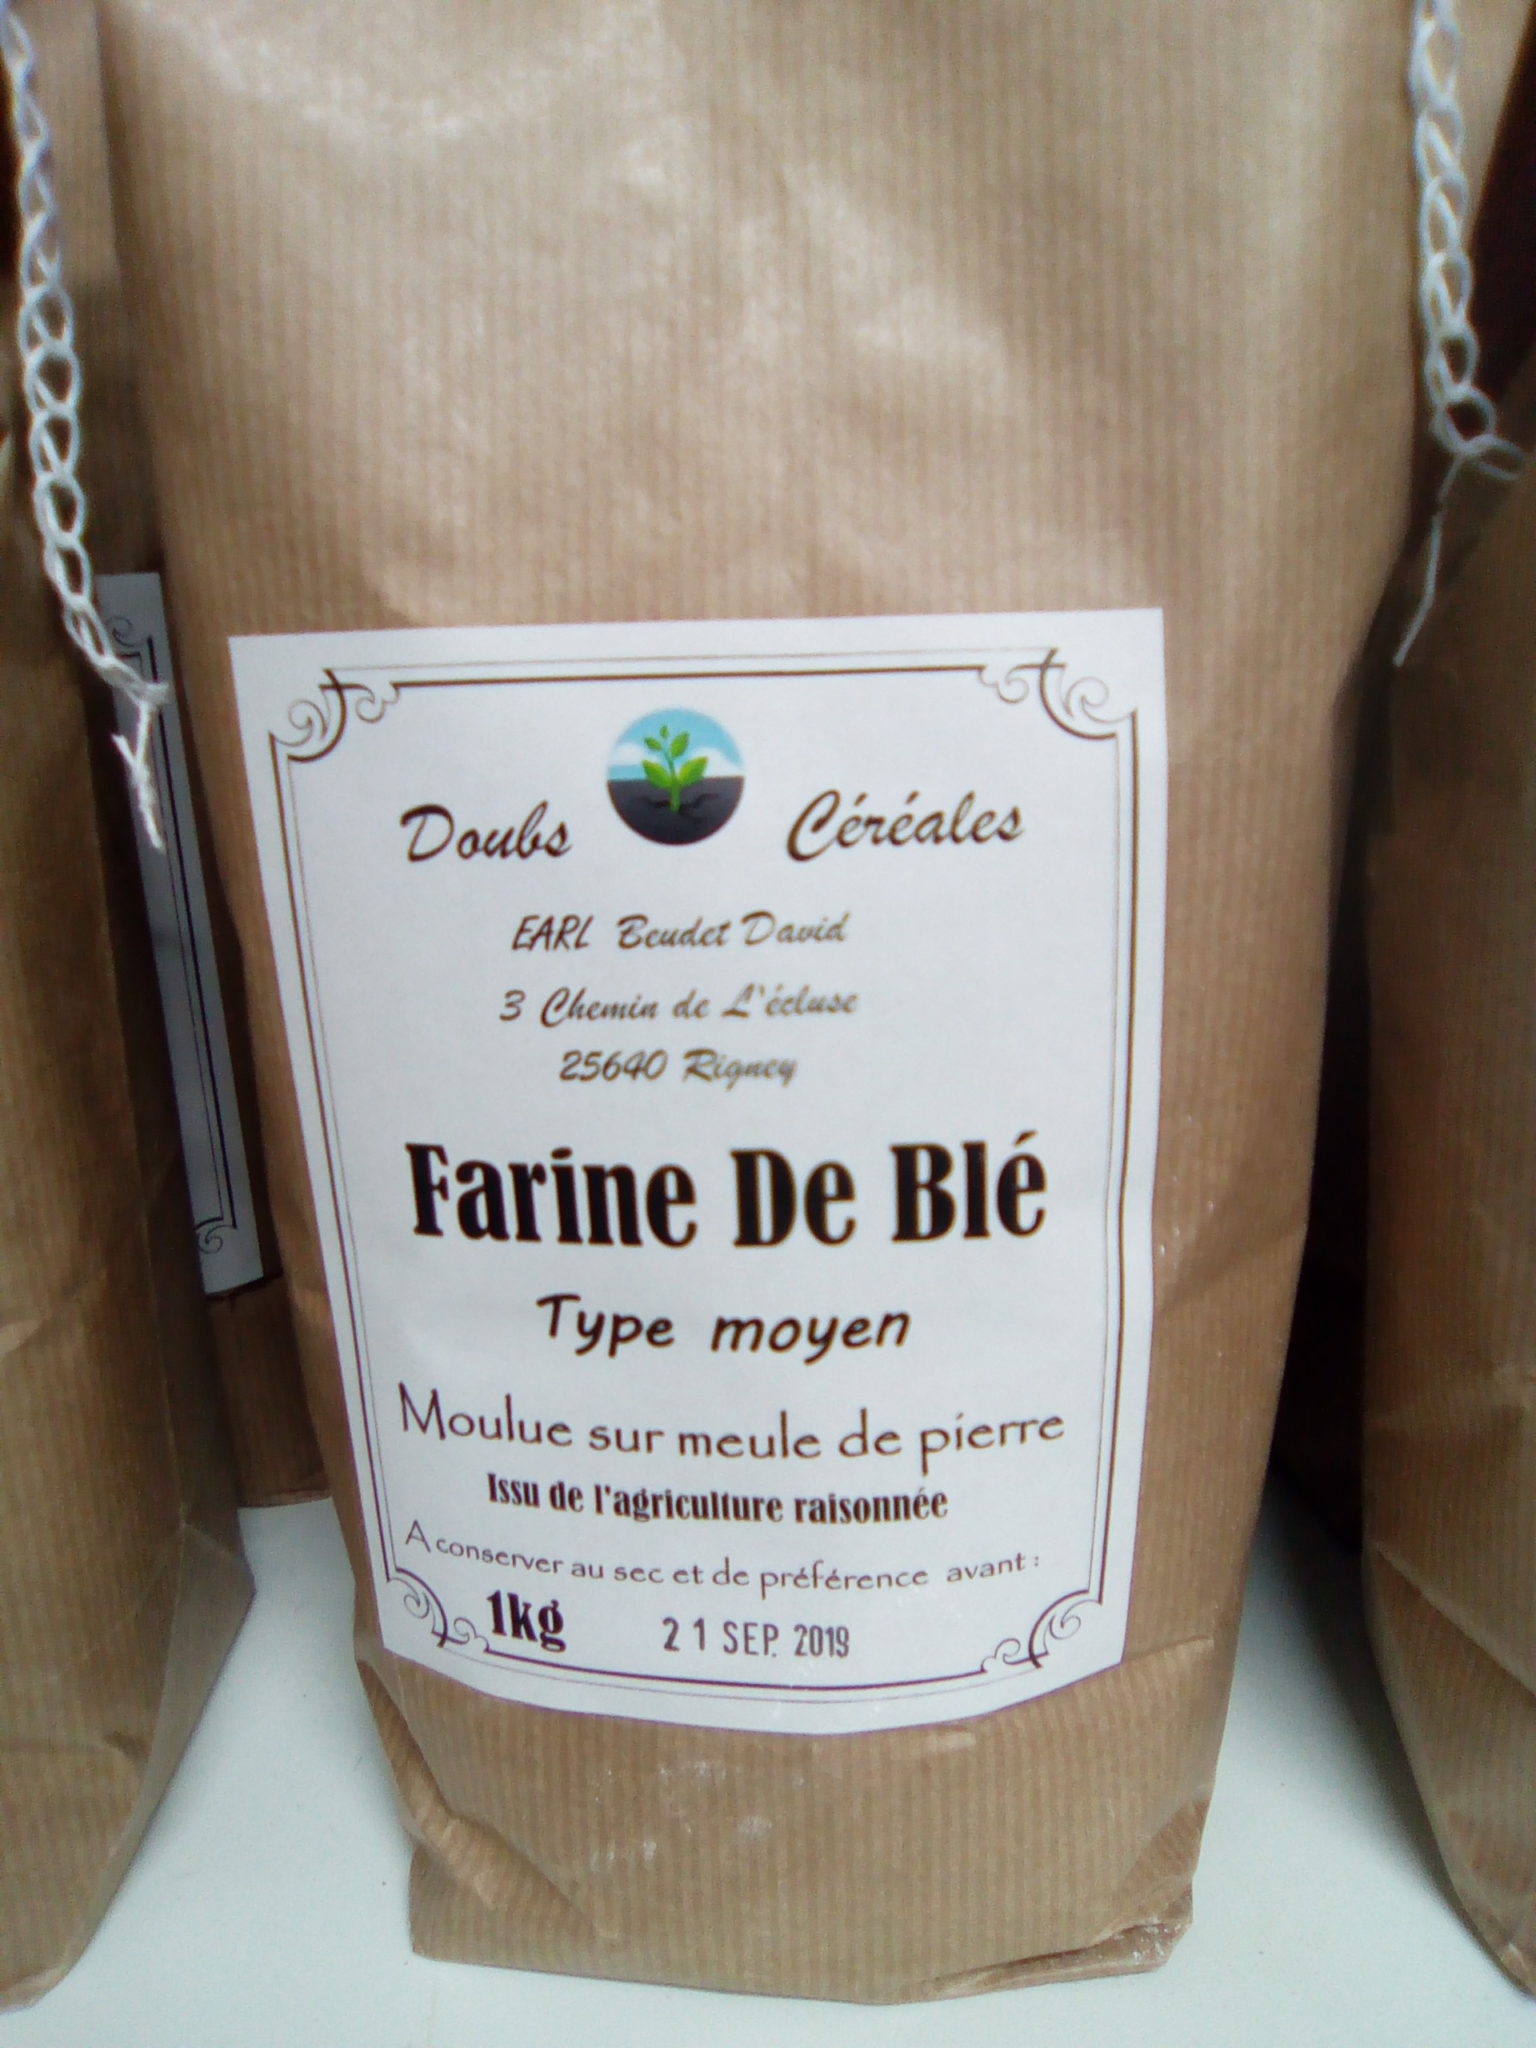 Doubs Céréales
EARL Beudet David
3 Chemin de L'écluse
25640 Rigney
Farine De Blé
Type moyen
Moulue sur meule de pierre
Issu de l'agriculture raisonnée
A conserver au sec et de préférence avant :
1kg 21 SEP. 2019